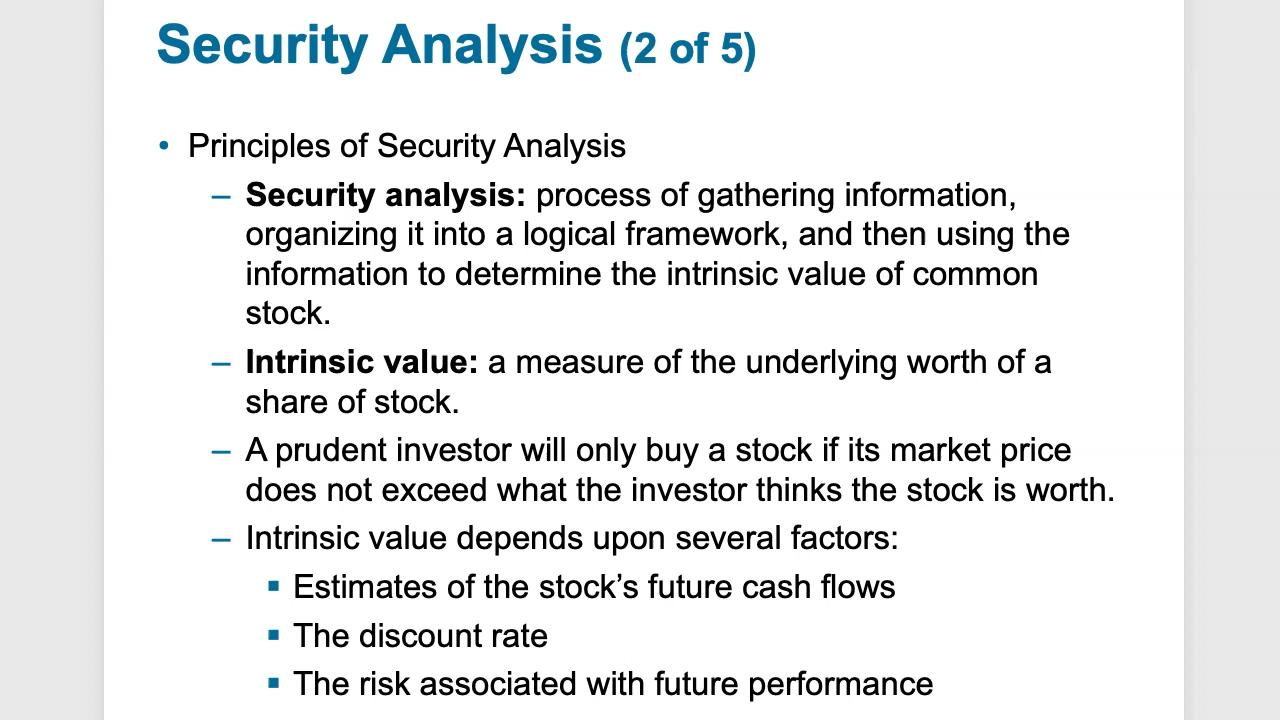 Security Analysis (2 of 5)
• Principles of Security Analysis
– Security analysis: process of gathering information,
organizing it into a logical framework, and then using the
information to determine the intrinsic value of common
stock.
– Intrinsic value: a measure of the underlying worth of a
share of stock.
– A prudent investor will only buy a stock if its market price
does not exceed what the investor thinks the stock is worth.
– Intrinsic value depends upon several factors:
▪ Estimates of the stock’s future cash flows
▪ The discount rate
▪ The risk associated with future performance